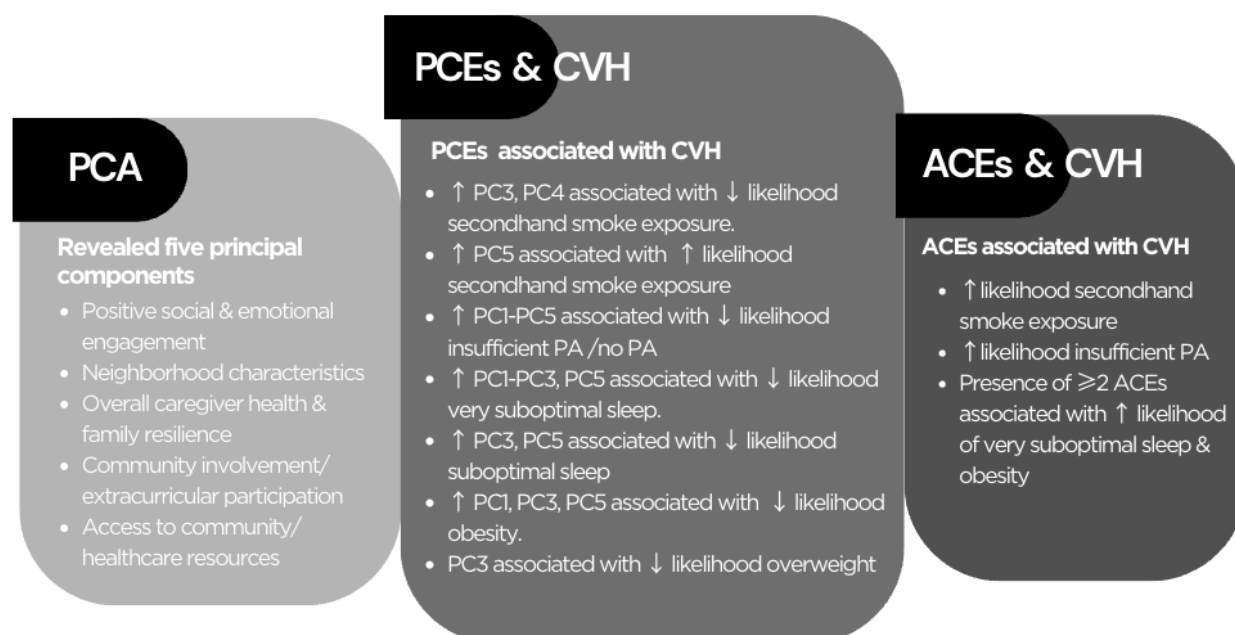 PCA
Revealed five principal
components
• Positive social & emotional
engagement
• Neighborhood characteristics
• Overall caregiver health &
family resilience
• Community involvement/
extracurricular participation
• Access to community/
healthcare resources
PCEs & CVH
PCEs associated with CVH
• ↑ PC3, PC4 associated with ↓ likelihood
secondhand smoke exposure.
• ↑ PC5 associated with ↑ likelihood
secondhand smoke exposure
• ↑ PC1-PC5 associated with ↓ likelihood
insufficient PA /no PA
• ↑ PC1-PC3, PC5 associated with ↓ likelihood
very suboptimal sleep.
• ↑ PC3, PC5 associated with ↓ likelihood
suboptimal sleep
• ↑ PC1, PC3, PC5 associated with ↓ likelihood
obesity.
• PC3 associated with ↓ likelihood overweight
ACEs & CVH
ACEs associated with CVH
• ↑ likelihood secondhand
smoke exposure
• ↑ likelihood insufficient PA
• Presence of ≥2 ACEs
associated with ↑ likelihood
of very suboptimal sleep &
obesity